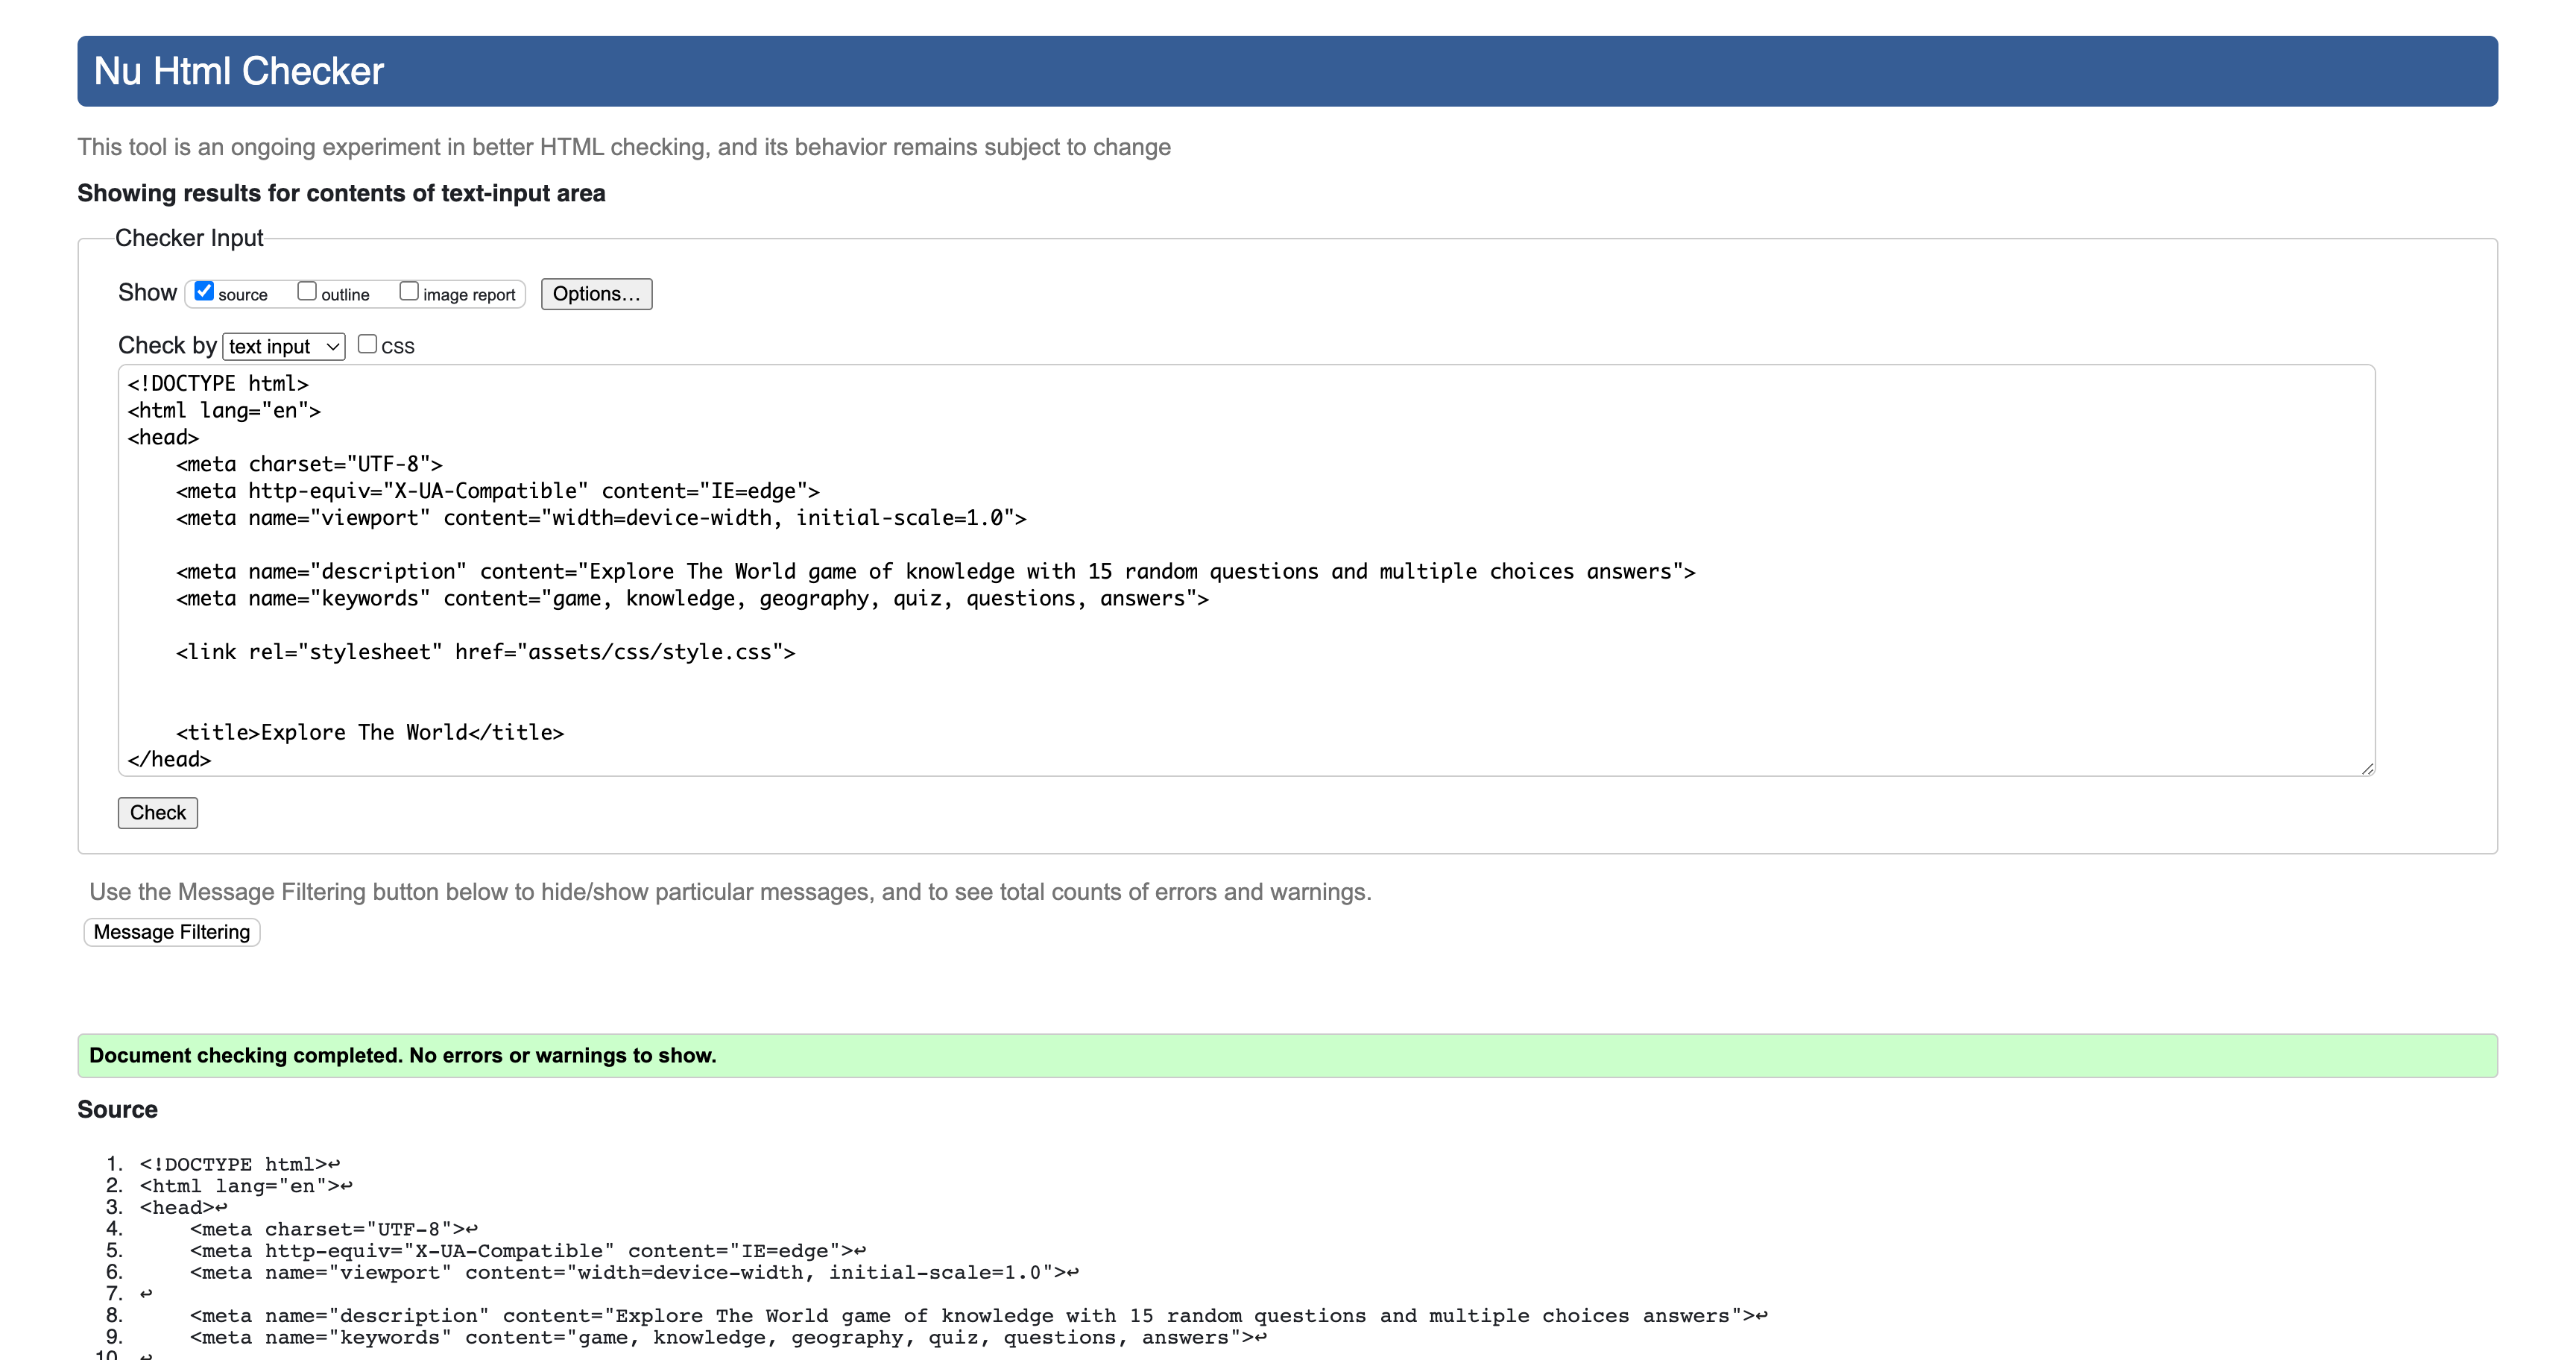 Nu Html Checker
This tool is an ongoing experiment in better HTML checking, and its behavior remains subject to change
Showing results for contents of text-input area
Checker Input
Show source outline image report Options...
Check by text input CSS
<!DOCTYPE html>
<html lang="en">
<head>
    <meta charset="UTF-8">
    <meta http-equiv="X-UA-Compatible" content="IE=edge">
    <meta name="viewport" content="width=device-width, initial-scale=1.0">
    <meta name="description" content="Explore The World game of knowledge with 15 random questions and multiple choices answers">
    <meta name="keywords" content="game, knowledge, geography, quiz, questions, answers">
    <link rel="stylesheet" href="assets/css/style.css">
    <title>Explore The World</title>
</head>
Check
Use the Message Filtering button below to hide/show particular messages, and to see total counts of errors and warnings.
Message Filtering
Document checking completed. No errors or warnings to show.
Source
1. <!DOCTYPE html>↩
2. <html lang="en">↩
3. <head>↩
4.     <meta charset="UTF-8">↩
5.     <meta http-equiv="X-UA-Compatible" content="IE=edge">↩
6.     <meta name="viewport" content="width=device-width, initial-scale=1.0">↩
7. ↩
8.     <meta name="description" content="Explore The World game of knowledge with 15 random questions and multiple choices answers">↩
9.     <meta name="keywords" content="game, knowledge, geography, quiz, questions, answers">↩
10. ↩